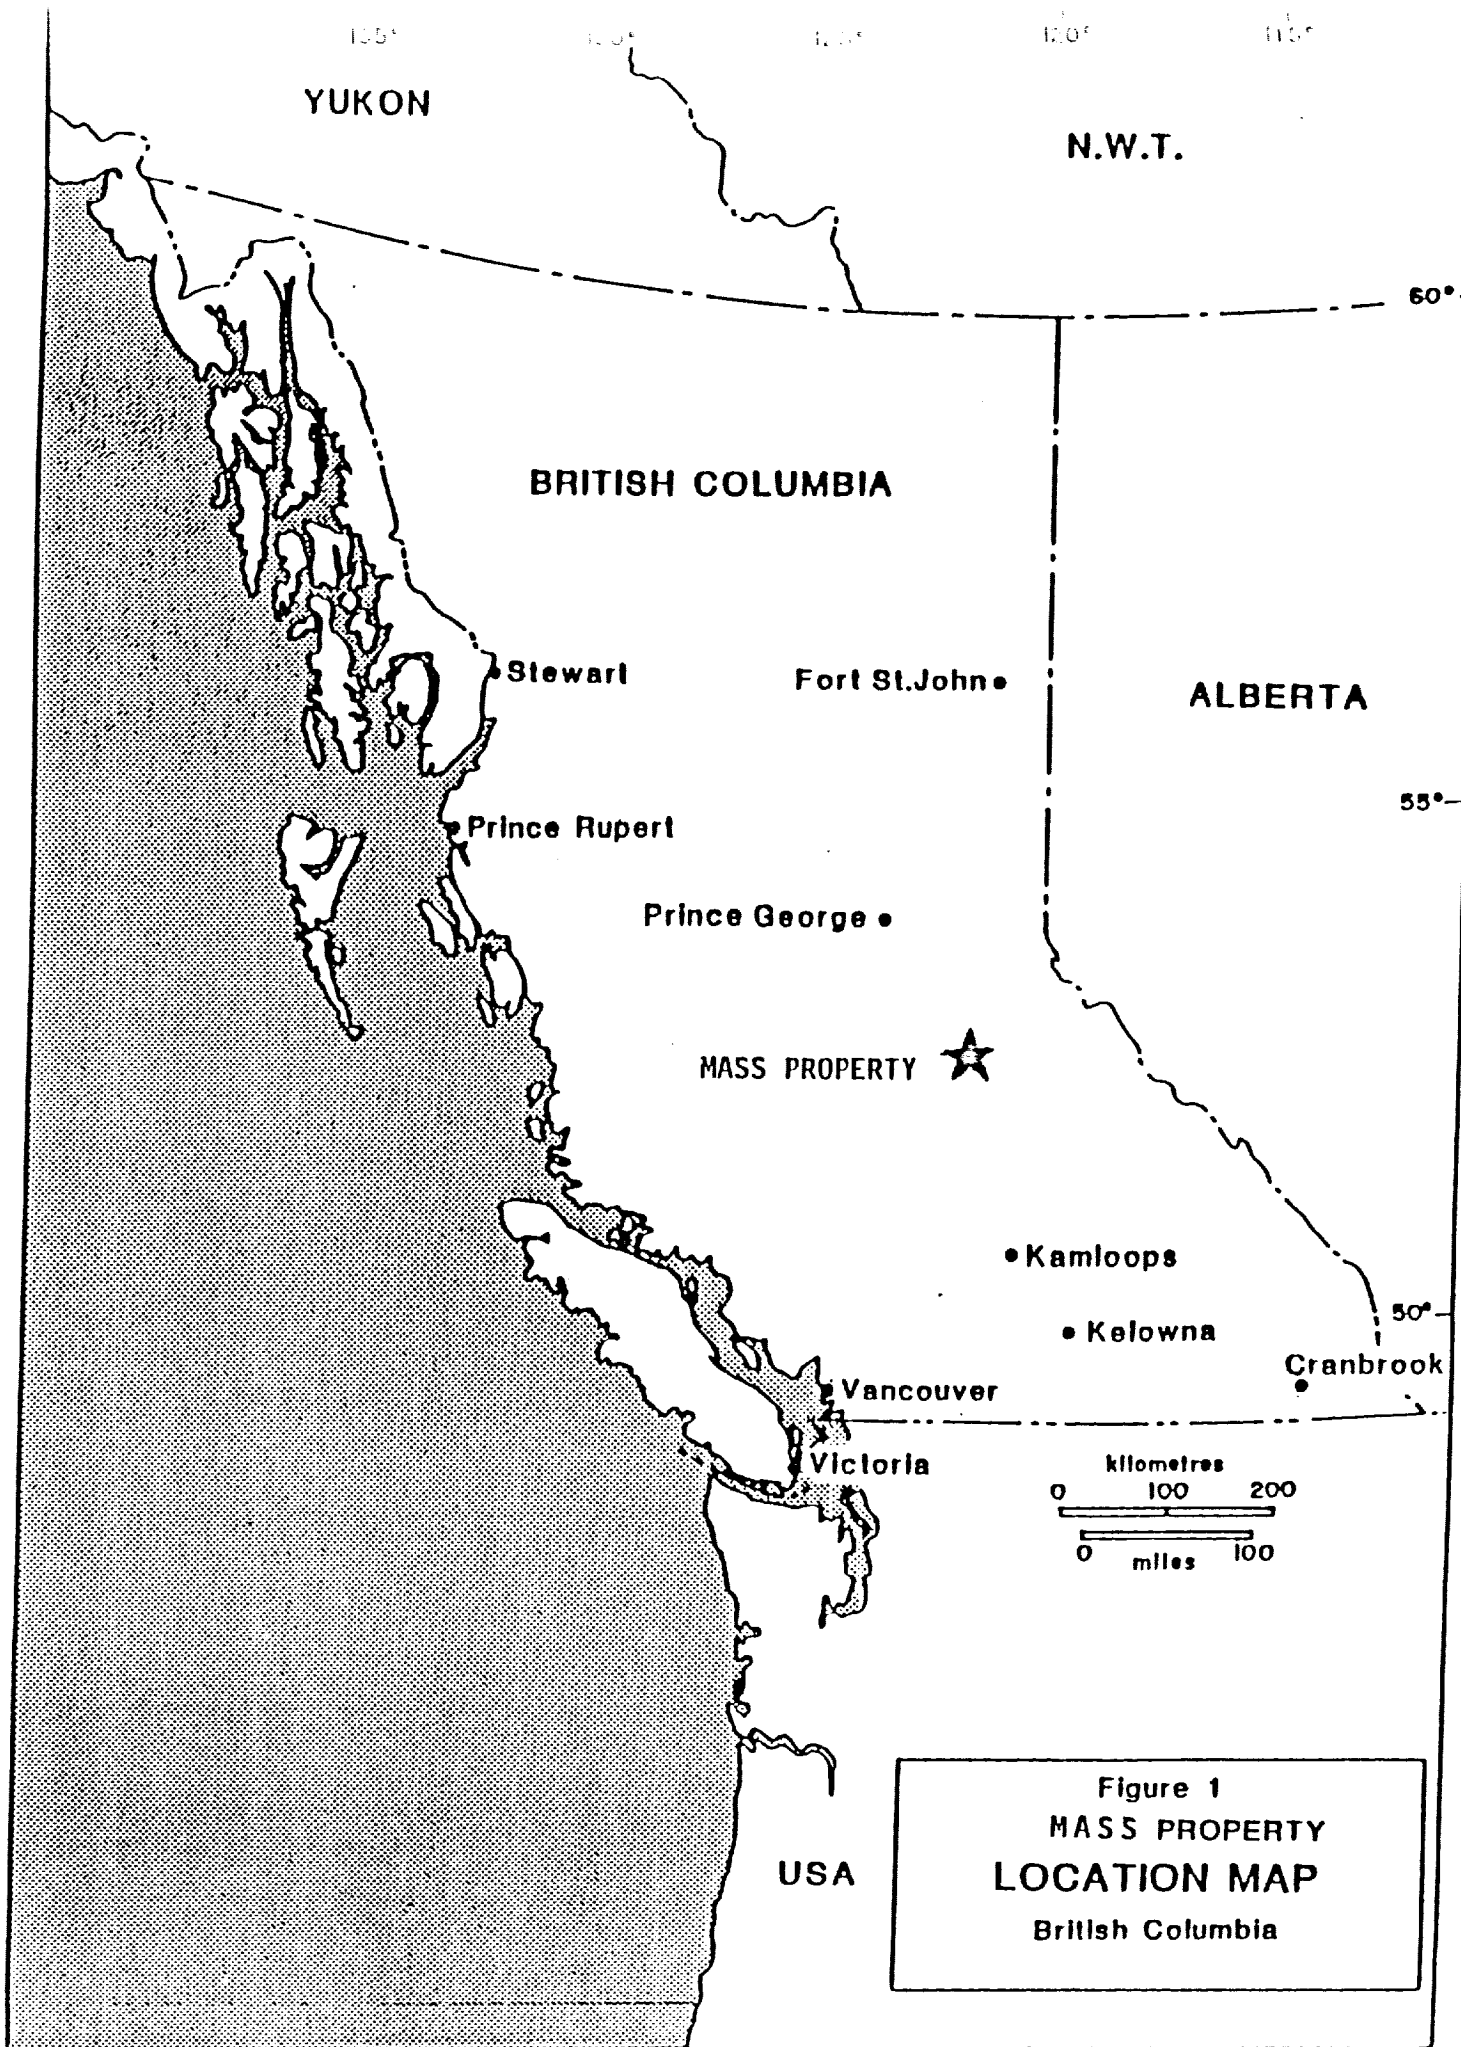 120°
YUKON
N.W.T.
60°
BRITISH COLUMBIA
Stewart
Fort St.John
ALBERTA
55°
Prince Rupert
Prince George
MASS PROPERTY
Kamloops
50°
Kelowna
Cranbrook
Vancouver
Victoria
kilometres
0 100 200
0 100
miles
Figure 1
MASS PROPERTY
LOCATION MAP
British Columbia
USA